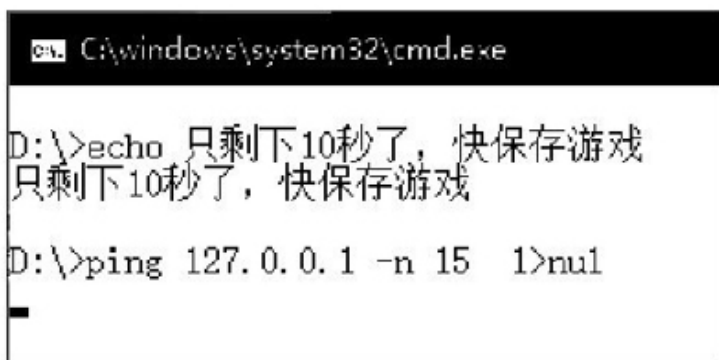 C:\windows\system32\cmd.exe
D:\>echo 只剩下10秒了，快保存游戏
只剩下10秒了，快保存游戏
D:\>ping 127.0.0.1 -n 15  1>nul